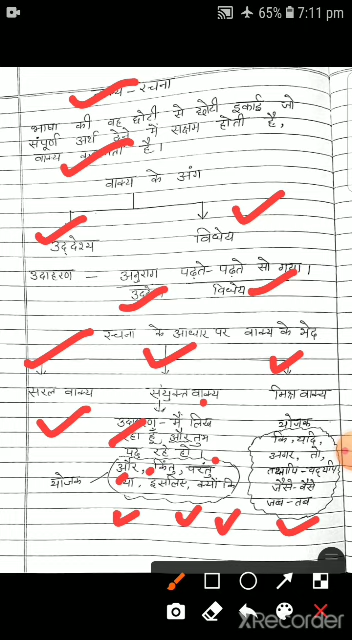 65% 7:11 pm
वाक्य - रचना
भाषा की वह छोटी से छोटी इकाई जो
संपूर्ण अर्थ देने में सक्षम होती है,
वाक्य है।
वाक्य के अंग
उद्देश्य विधेय
उदाहरण - अनुराग पढ़ते-पढ़ते सो गया।
उद्देश्य विधेय
रचना के आधार पर वाक्य के भेद
सरल वाक्य संयुक्त वाक्य मिश्र वाक्य
उदाहरण - मैं लिख
रहा हूँ और तुम
पढ़ रहे हो।
योजक
और, किंतु, परंतु
इसलिए, क्यों कि
योजक
कि, यदि,
अगर, तो,
तथापि-यद्यपि,
जैसे-वैसे
जब-तब
XRecorder